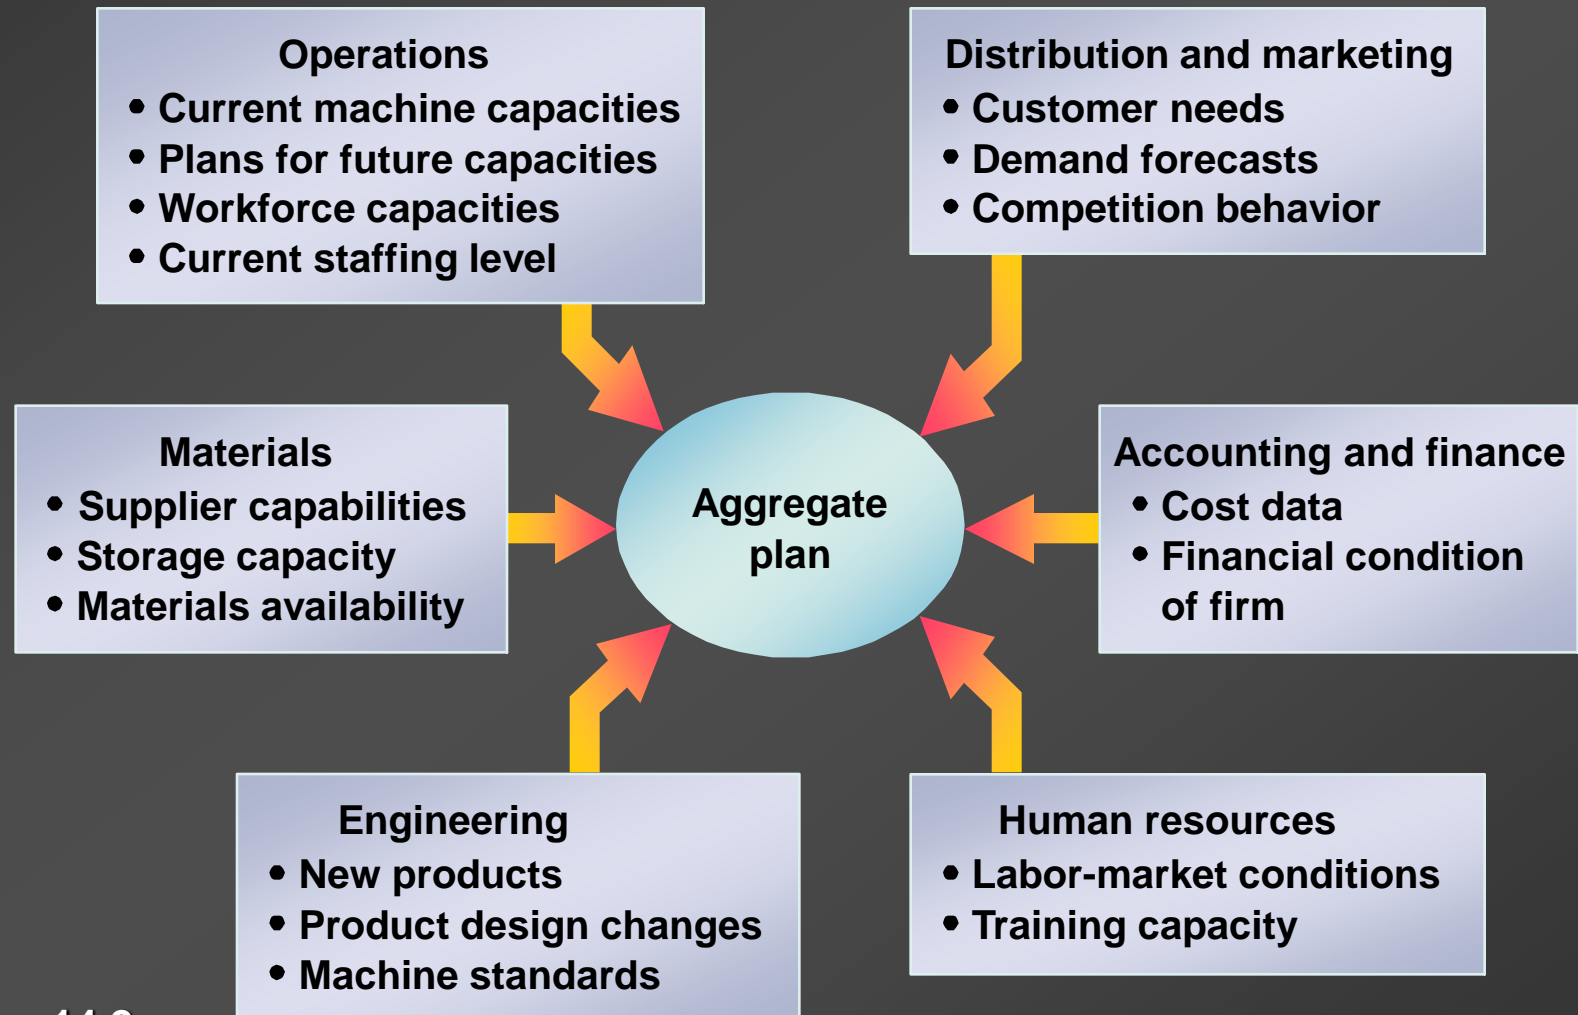 Operations
• Current machine capacities
• Plans for future capacities
• Workforce capacities
• Current staffing level
Distribution and marketing
• Customer needs
• Demand forecasts
• Competition behavior
Materials
• Supplier capabilities
• Storage capacity
• Materials availability
Aggregate
plan
Accounting and finance
• Cost data
• Financial condition
of firm
Engineering
• New products
• Product design changes
• Machine standards
Human resources
• Labor-market conditions
• Training capacity